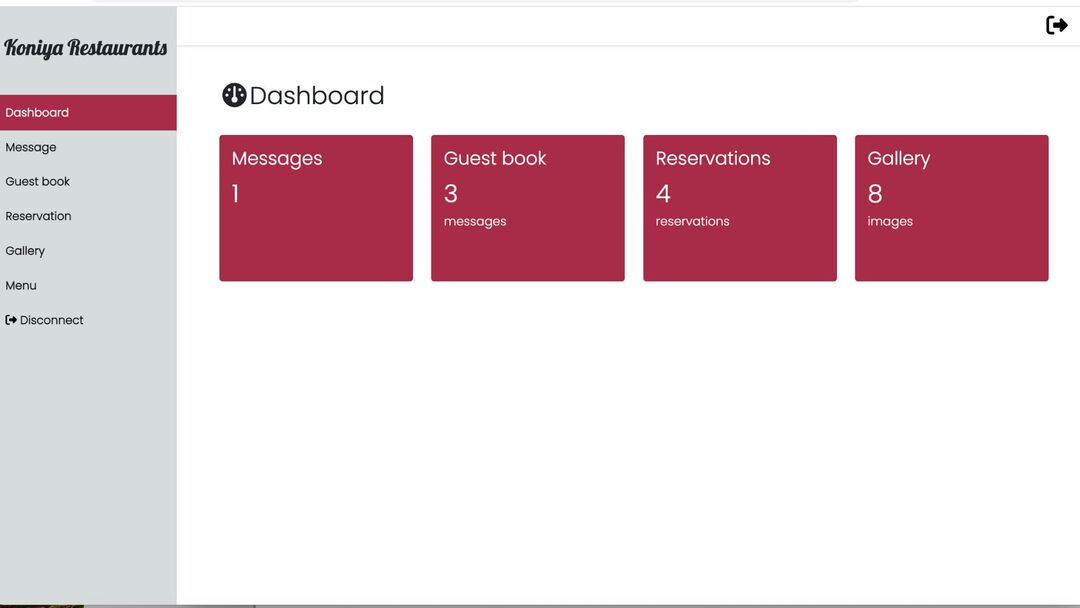 Koniya Restaurants
Dashboard
Message
Guest book
Reservation
Gallery
Menu
Disconnect
Dashboard
Messages
1
Guest book
3
messages
Reservations
4
reservations
Gallery
8
images